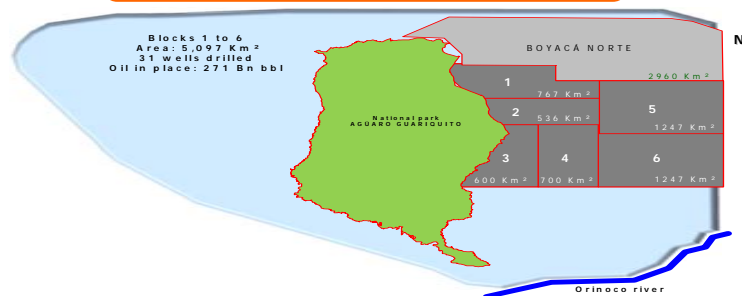 Blocks 1 to 6
Area: 5,097 Km²
31 wells drilled
Oil in place: 271 Bn bbl
N
BOYACÁ NORTE
2960 Km²
1
767 Km²
2
536 Km²
5
1247 Km²
National park
AGÜARO GUARIQUITO
3
600 Km²
4
700 Km²
6
1247 Km²
Orinoco river